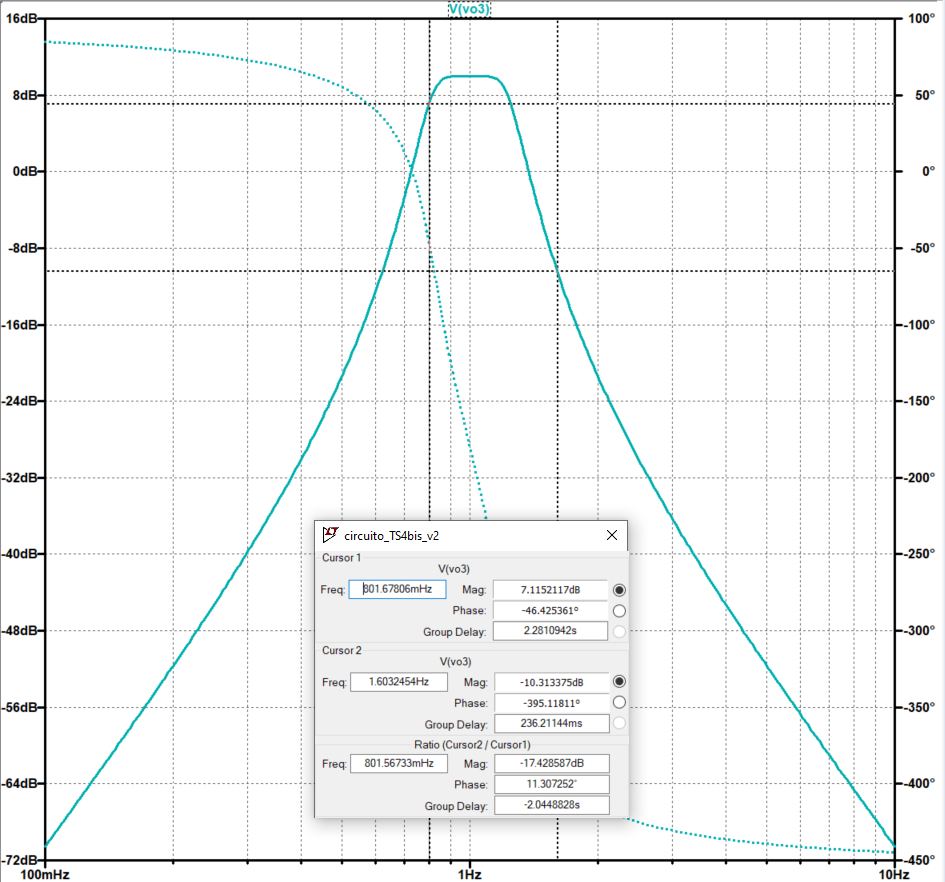 V(vo3)
16dB
100°
8dB
50°
0dB
0°
-8dB
-50°
-16dB
-100°
-24dB
-150°
-32dB
-200°
circuito_TS4bis_v2
Cursor 1
V(vo3)
Freq: 801.67806mHz Mag: 7.1152117dB
Phase: -46.425361°
Group Delay: 2.2810942s
Cursor 2
V(vo3)
Freq: 1.6032454Hz Mag: -10.313375dB
Phase: -395.11811°
Group Delay: 236.21144ms
Ratio (Cursor2 / Cursor1)
Freq: 801.56733mHz Mag: -17.428587dB
Phase: 11.307252°
Group Delay: -2.0448828s
-40dB
-250°
-48dB
-300°
-56dB
-350°
-64dB
-400°
-72dB
-450°
100mHz
1Hz
10Hz